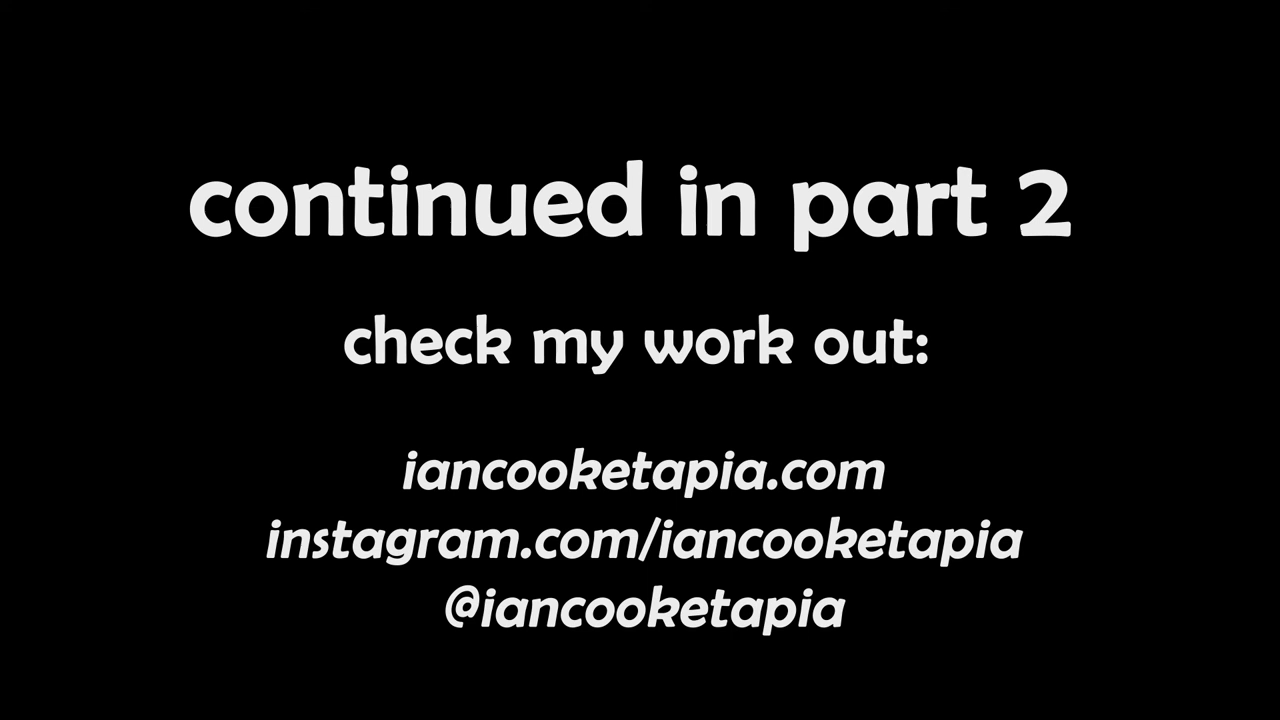 continued in part 2
check my work out:
iancooketapia.com
instagram.com/iancooketapia
@iancooketapia